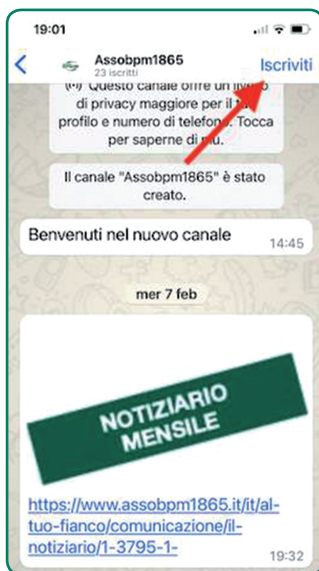 19:01
Assobpm1865
23 iscritti
Iscriviti
Questo canale offre un livello
di privacy maggiore per il tuo
profilo e numero di telefono. Tocca
per saperne di più.
Il canale "Assobpm1865" è stato
creato.
Benvenuti nel nuovo canale
14:45
mer 7 feb
NOTIZIARIO
MENSILE
https://www.assobpm1865.it/it/al-
tuo-fianco/comunicazione/il-
notiziario/1-3795-1-
19:32